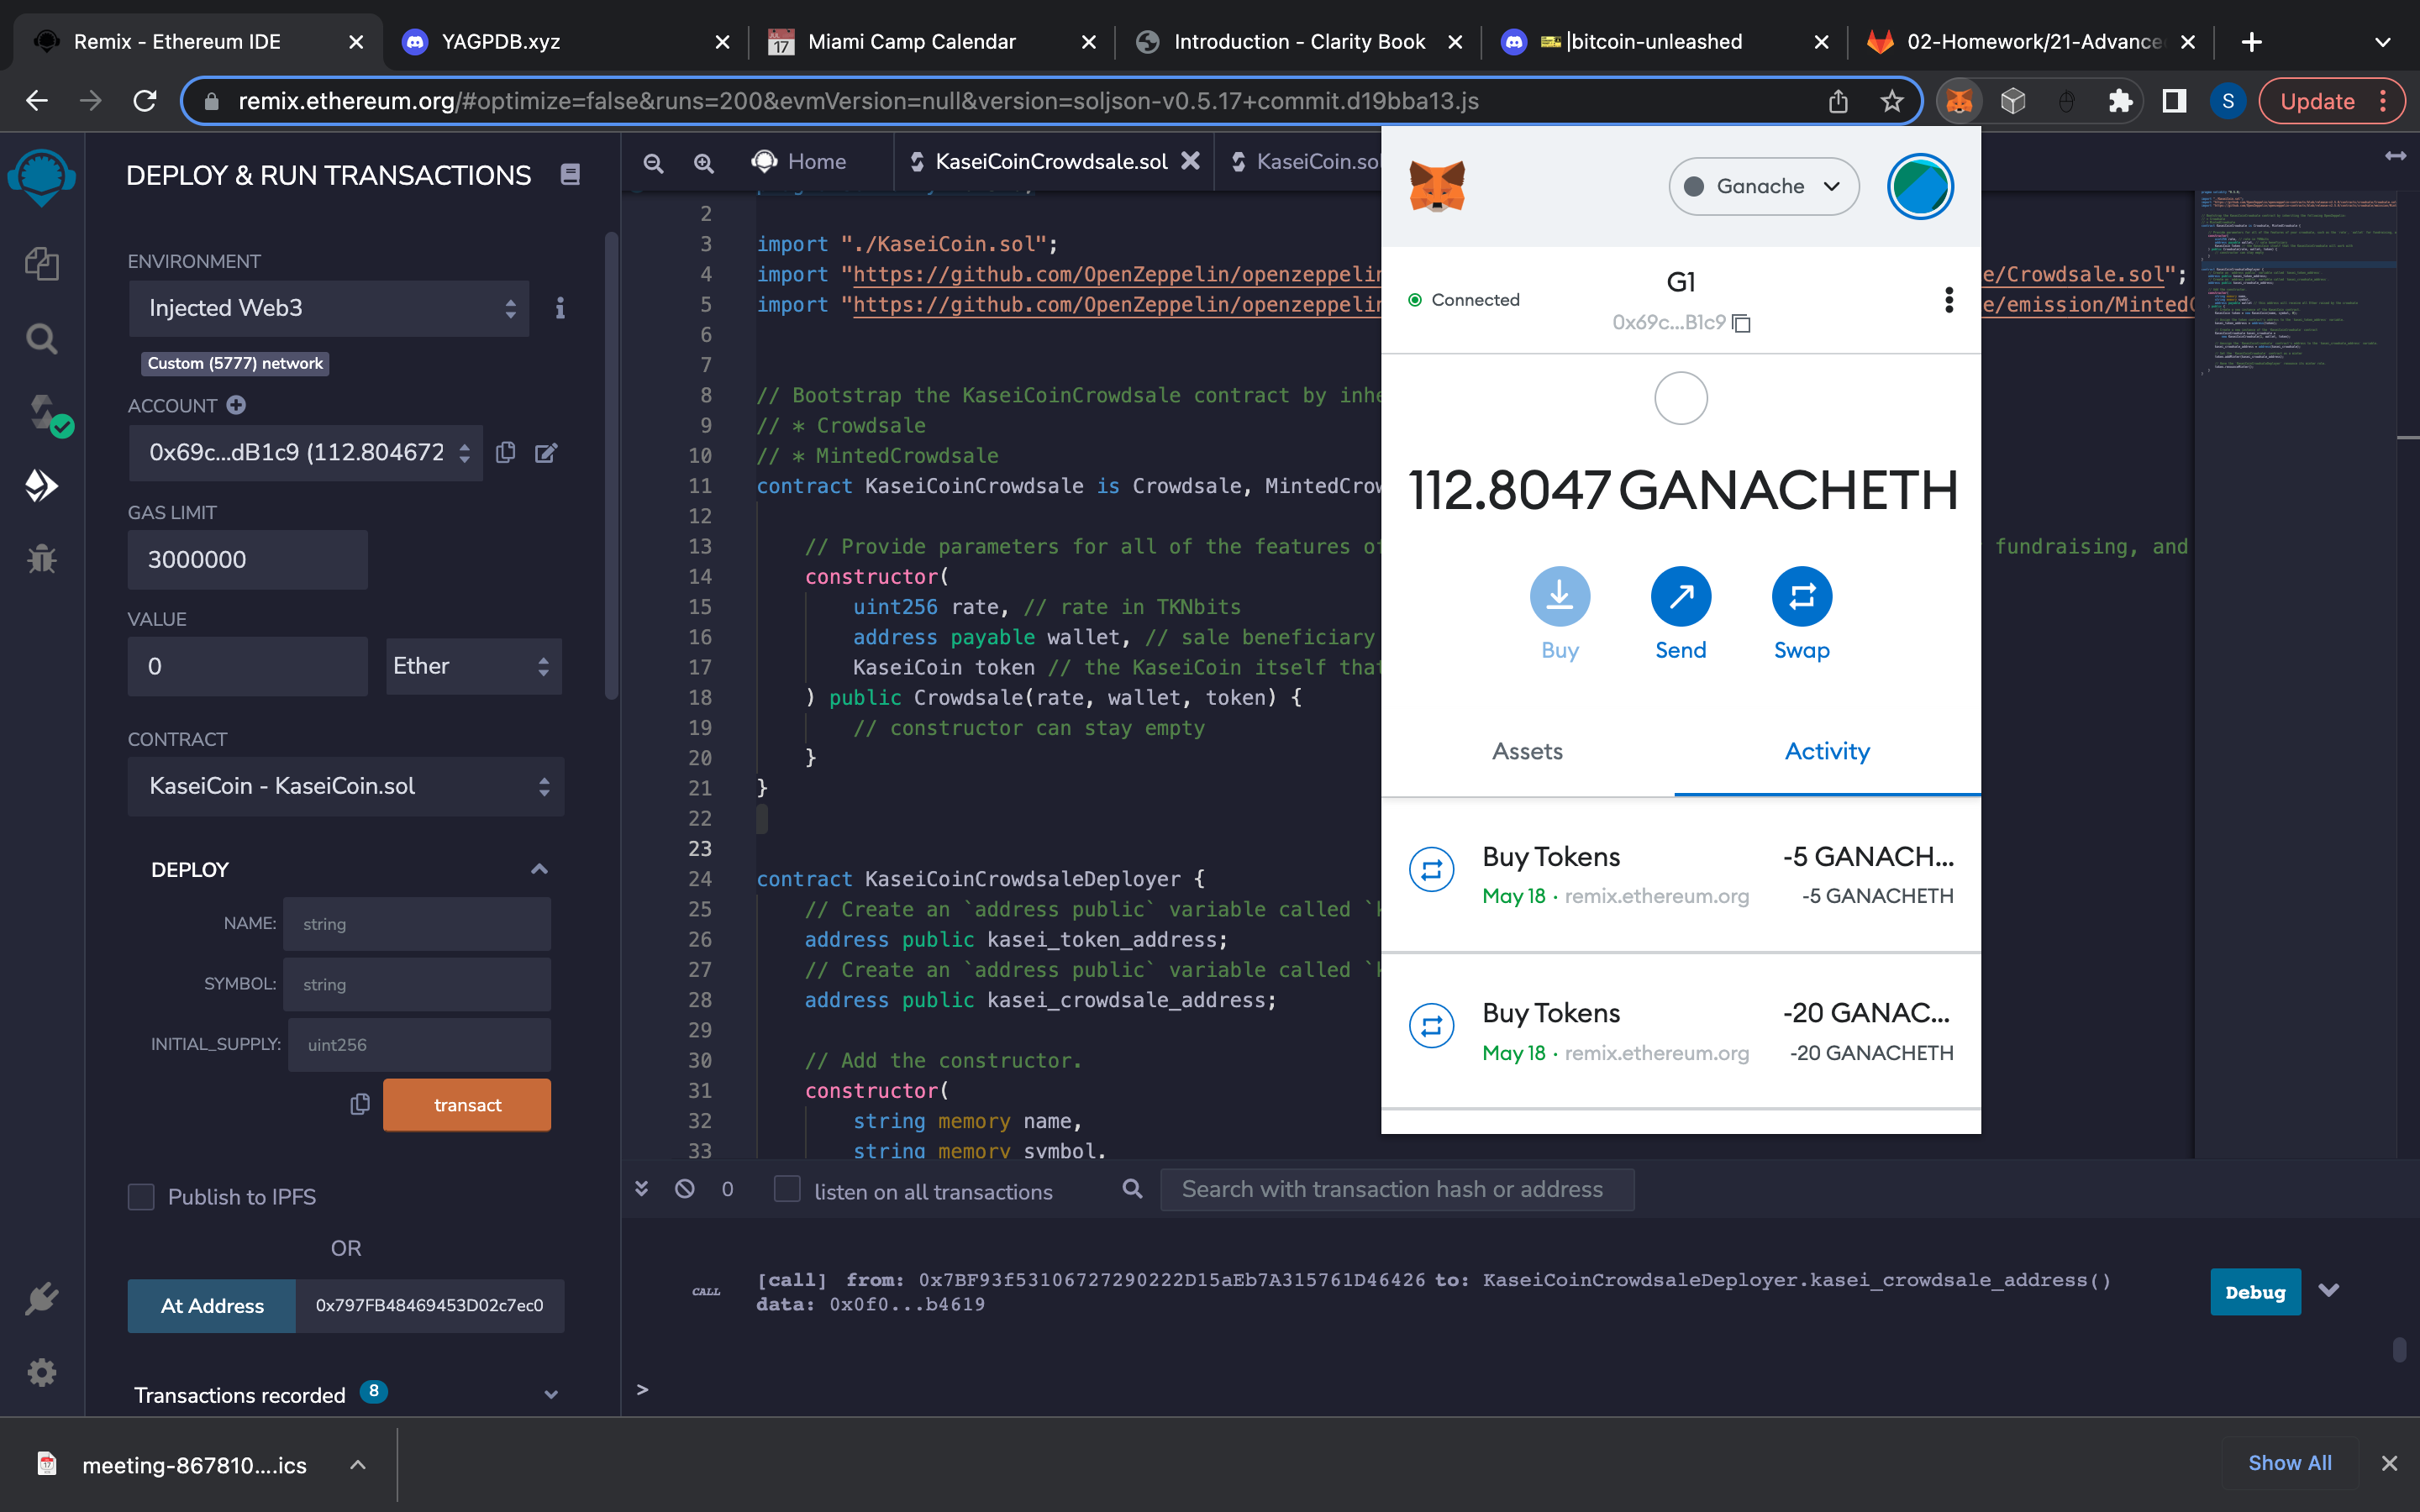 Remix - Ethereum IDE
YAGPDB.xyz
17
Miami Camp Calendar
Introduction - Clarity Book
|bitcoin-unleashed
02-Homework/21-Advance
remix.ethereum.org/#optimize=false&runs=200&evmVersion=null&version=soljson-v0.5.17+commit.d19bba13.js
S
Update
DEPLOY & RUN TRANSACTIONS
ENVIRONMENT
Injected Web3
Custom (5777) network
ACCOUNT
0x69c...dB1c9 (112.804672
GAS LIMIT
3000000
VALUE
0
Ether
CONTRACT
KaseiCoin - KaseiCoin.sol
DEPLOY
NAME:
string
SYMBOL:
string
INITIAL_SUPPLY:
uint256
transact
Publish to IPFS
OR
At Address
0x797FB48469453D02c7ec0
Transactions recorded
8
Home
KaseiCoinCrowdsale.sol
KaseiCoin.sol
2
3 import "./KaseiCoin.sol";
4 import "https://github.com/OpenZeppelin/openzeppelin e/Crowdsale.sol";
5 import "https://github.com/OpenZeppelin/openzeppelin e/emission/MintedC
6
7
8 // Bootstrap the KaseiCoinCrowdsale contract by inhe
9 // * Crowdsale
10 // * MintedCrowdsale
11 contract KaseiCoinCrowdsale is Crowdsale, MintedCrow
12
13 // Provide parameters for all of the features of fundraising, and
14 constructor(
15 uint256 rate, // rate in TKNbits
16 address payable wallet, // sale beneficiary
17 KaseiCoin token // the KaseiCoin itself that
18 ) public Crowdsale(rate, wallet, token) {
19 // constructor can stay empty
20 }
21 }
22
23
24 contract KaseiCoinCrowdsaleDeployer {
25 // Create an `address public` variable called `k
26 address public kasei_token_address;
27 // Create an `address public` variable called `k
28 address public kasei_crowdsale_address;
29
30 // Add the constructor.
31 constructor(
32 string memory name,
33 string memory symbol,
Ganache
Connected
G1
0x69c...B1c9
112.8047 GANACHETH
Buy
Send
Swap
Assets
Activity
Buy Tokens
-5 GANACH...
May 18 · remix.ethereum.org
-5 GANACHETH
Buy Tokens
-20 GANAC...
May 18 · remix.ethereum.org
-20 GANACHETH
0
listen on all transactions
Search with transaction hash or address
CALL
[call] from: 0x7BF93f53106727290222D15aEb7A315761D46426 to: KaseiCoinCrowdsaleDeployer.kasei_crowdsale_address()
data: 0x0f0...b4619
Debug
>
meeting-867810....ics
Show All